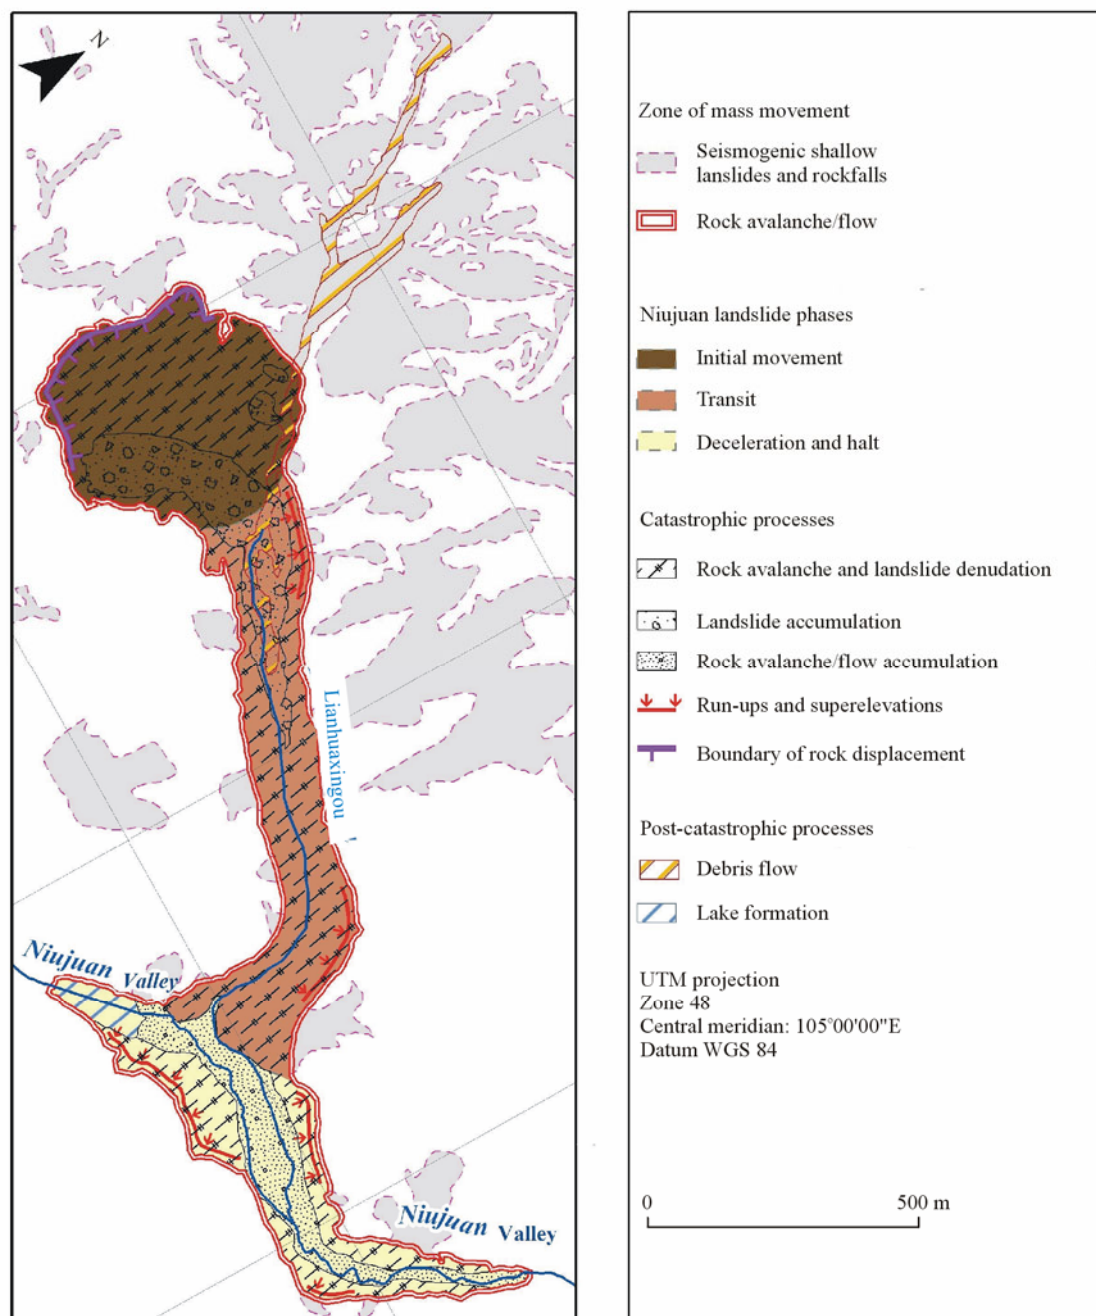 N
Lianhuaxingou
Niujuan Valley
Niujuan Valley
Zone of mass movement
Seismogenic shallow
lanslides and rockfalls
Rock avalanche/flow
Niujuan landslide phases
Initial movement
Transit
Deceleration and halt
Catastrophic processes
Rock avalanche and landslide denudation
Landslide accumulation
Rock avalanche/flow accumulation
Run-ups and superelevations
Boundary of rock displacement
Post-catastrophic processes
Debris flow
Lake formation
UTM projection
Zone 48
Central meridian: 105°00'00"E
Datum WGS 84
0 500 m